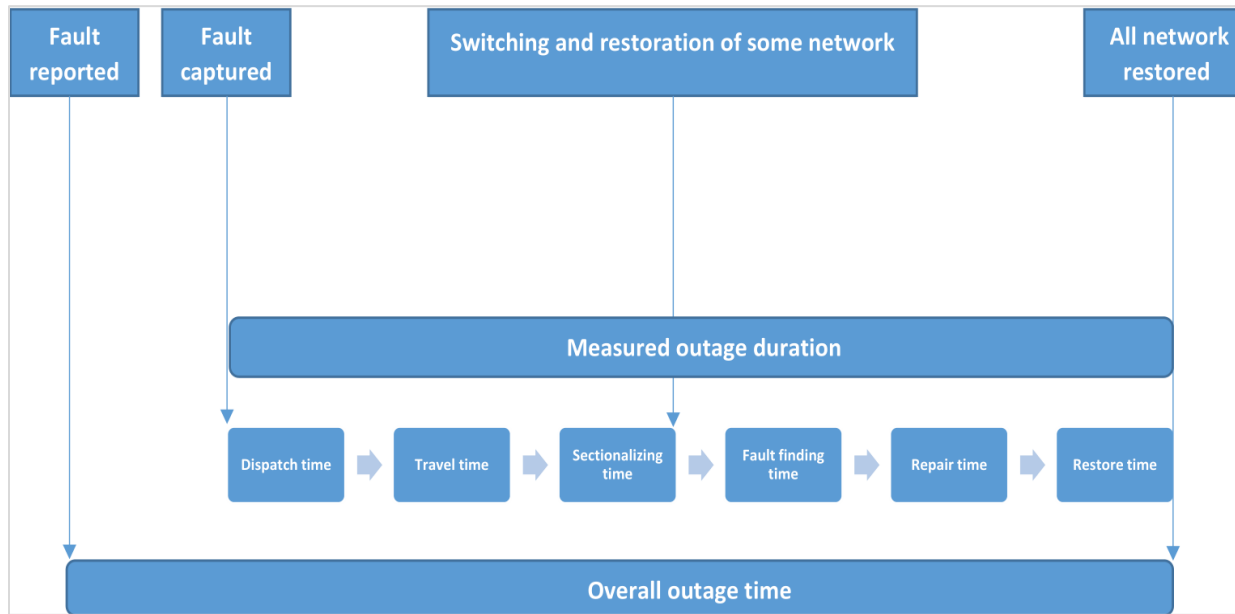 Fault
reported
Fault
captured
Switching and restoration of some network
All network
restored
Measured outage duration
Dispatch time
Travel time
Sectionalizing
time
Fault finding
time
Repair time
Restore time
Overall outage time